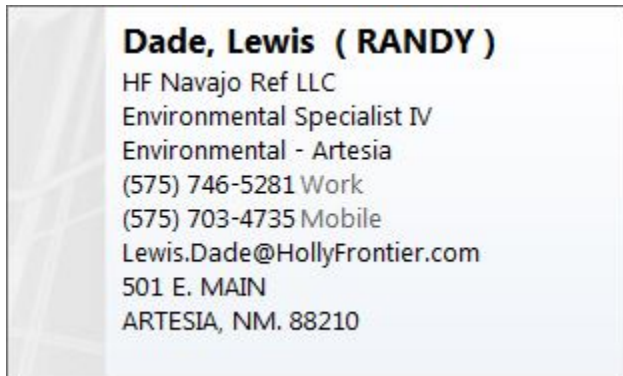 Dade, Lewis ( RANDY )
HF Navajo Ref LLC
Environmental Specialist IV
Environmental - Artesia
(575) 746-5281 Work
(575) 703-4735 Mobile
Lewis.Dade@HollyFrontier.com
501 E. MAIN
ARTESIA, NM. 88210